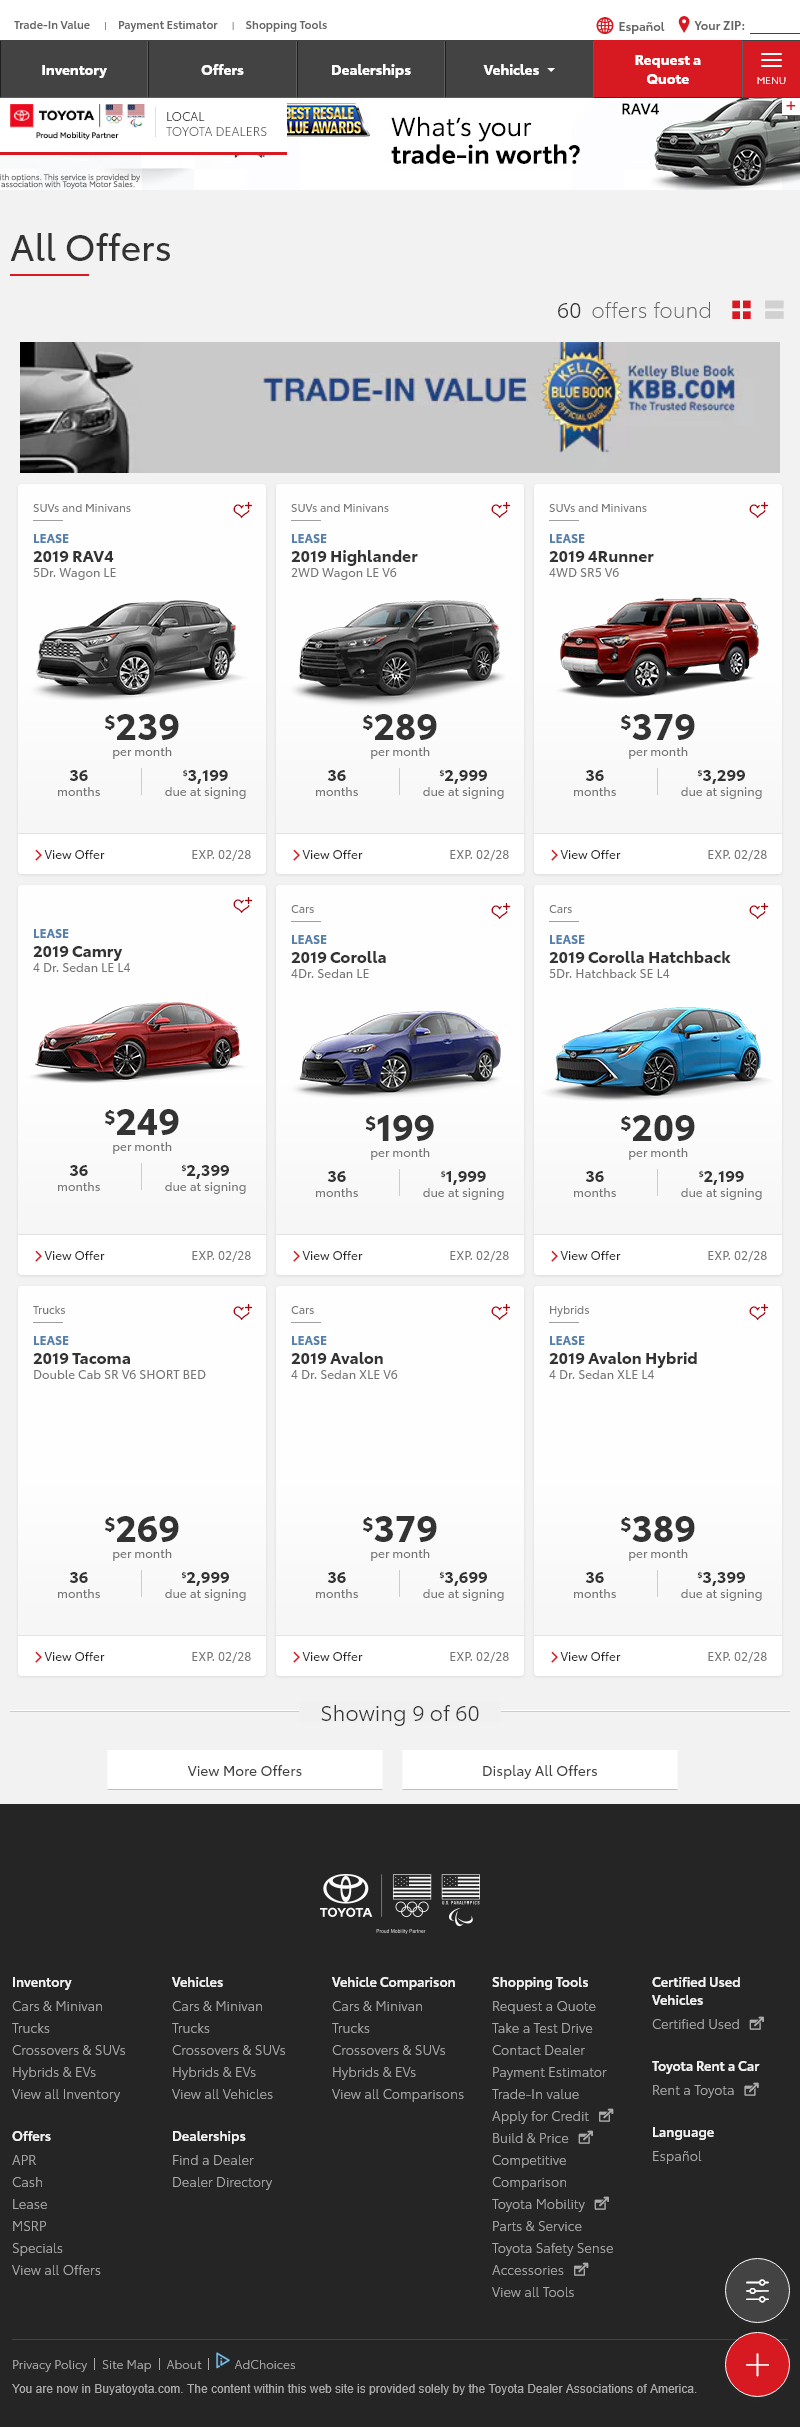 Trade-In Value | Payment Estimator | Shopping Tools
Español
Your ZIP:
Inventory
Offers
Dealerships
Vehicles
Request a
Quote
MENU
TOYOTA
Proud Mobility Partner
LOCAL
TOYOTA DEALERS
BEST RESALE
LUE AWARDS
What's your
trade-in worth?
RAV4
ith options. This service is provided by
association with Toyota Motor Sales.
All Offers
60 offers found
TRADE-IN VALUE
KELLEY
BLUE BOOK
OFFICIAL GUIDE
Kelley Blue Book
KBB.COM
The Trusted Resource
SUVs and Minivans
LEASE
2019 RAV4
5Dr. Wagon LE
$239
per month
36
months
$3,199
due at signing
View Offer
EXP. 02/28
SUVs and Minivans
LEASE
2019 Highlander
2WD Wagon LE V6
$289
per month
36
months
$2,999
due at signing
View Offer
EXP. 02/28
SUVs and Minivans
LEASE
2019 4Runner
4WD SR5 V6
$379
per month
36
months
$3,299
due at signing
View Offer
EXP. 02/28
LEASE
2019 Camry
4 Dr. Sedan LE L4
$249
per month
36
months
$2,399
due at signing
View Offer
EXP. 02/28
Cars
LEASE
2019 Corolla
4Dr. Sedan LE
$199
per month
36
months
$1,999
due at signing
View Offer
EXP. 02/28
Cars
LEASE
2019 Corolla Hatchback
5Dr. Hatchback SE L4
$209
per month
36
months
$2,199
due at signing
View Offer
EXP. 02/28
Trucks
LEASE
2019 Tacoma
Double Cab SR V6 SHORT BED
$269
per month
36
months
$2,999
due at signing
View Offer
EXP. 02/28
Cars
LEASE
2019 Avalon
4 Dr. Sedan XLE V6
$379
per month
36
months
$3,699
due at signing
View Offer
EXP. 02/28
Hybrids
LEASE
2019 Avalon Hybrid
4 Dr. Sedan XLE L4
$389
per month
36
months
$3,399
due at signing
View Offer
EXP. 02/28
Showing 9 of 60
View More Offers
Display All Offers
TOYOTA
U.S. PARALYMPICS
Proud Mobility Partner
Inventory
Cars & Minivan
Trucks
Crossovers & SUVs
Hybrids & EVs
View all Inventory
Offers
APR
Cash
Lease
MSRP
Specials
View all Offers
Vehicles
Cars & Minivan
Trucks
Crossovers & SUVs
Hybrids & EVs
View all Vehicles
Dealerships
Find a Dealer
Dealer Directory
Vehicle Comparison
Cars & Minivan
Trucks
Crossovers & SUVs
Hybrids & EVs
View all Comparisons
Shopping Tools
Request a Quote
Take a Test Drive
Contact Dealer
Payment Estimator
Trade-In value
Apply for Credit
Build & Price
Competitive
Comparison
Toyota Mobility
Parts & Service
Toyota Safety Sense
Accessories
View all Tools
Certified Used
Vehicles
Certified Used
Toyota Rent a Car
Rent a Toyota
Language
Español
Privacy Policy | Site Map | About | AdChoices
You are now in Buyatoyota.com. The content within this web site is provided solely by the Toyota Dealer Associations of America.